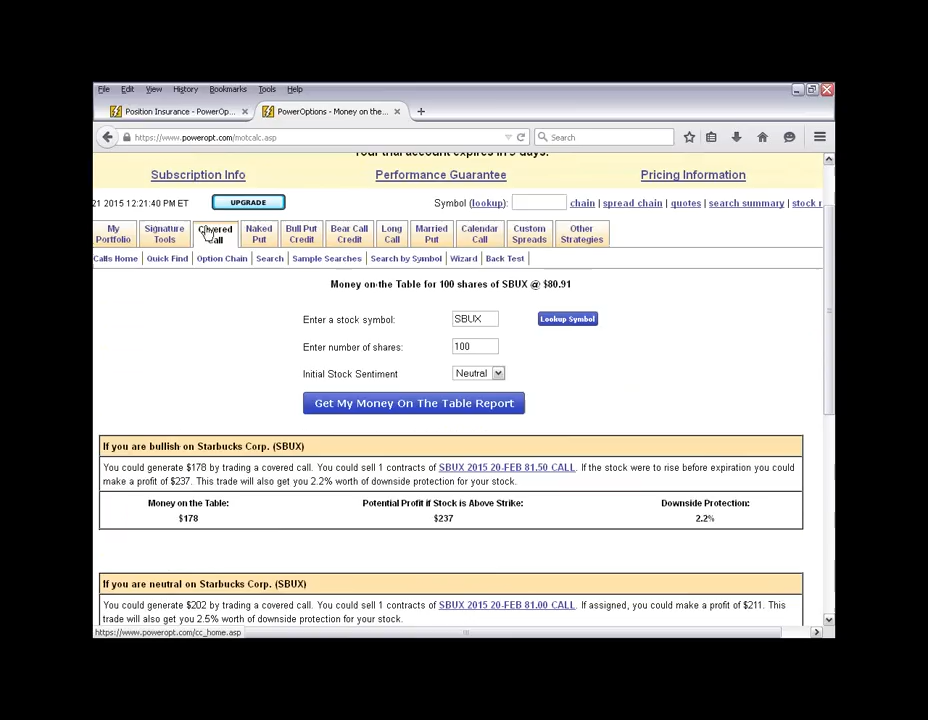 File Edit View History Bookmarks Tools Help
Position Insurance - PowerOp... × PowerOptions - Money on the... × +
https://www.poweropt.com/motcalc.asp Search
Your trial account expires in 9 days.
Subscription Info Performance Guarantee Pricing Information
21 2015 12:21:40 PM ET UPGRADE Symbol (lookup): chain | spread chain | quotes | search summary | stock r
My Portfolio Signature Tools Covered Call Naked Put Bull Put Credit Bear Call Credit Long Call Married Put Calendar Call Custom Spreads Other Strategies
Calls Home Quick Find Option Chain Search Sample Searches Search by Symbol Wizard Back Test
Money on the Table for 100 shares of SBUX @ $80.91
Enter a stock symbol: SBUX Lookup Symbol
Enter number of shares: 100
Initial Stock Sentiment Neutral
Get My Money On The Table Report
If you are bullish on Starbucks Corp. (SBUX)
You could generate $178 by trading a covered call. You could sell 1 contracts of SBUX 2015 20-FEB 81.50 CALL. If the stock were to rise before expiration you could
make a profit of $237. This trade will also get you 2.2% worth of downside protection for your stock.
Money on the Table: Potential Profit if Stock is Above Strike: Downside Protection:
$178 $237 2.2%
If you are neutral on Starbucks Corp. (SBUX)
You could generate $202 by trading a covered call. You could sell 1 contracts of SBUX 2015 20-FEB 81.00 CALL. If assigned, you could make a profit of $211. This
trade will also get you 2.5% worth of downside protection for your stock.
https://www.poweropt.com/cc_home.asp